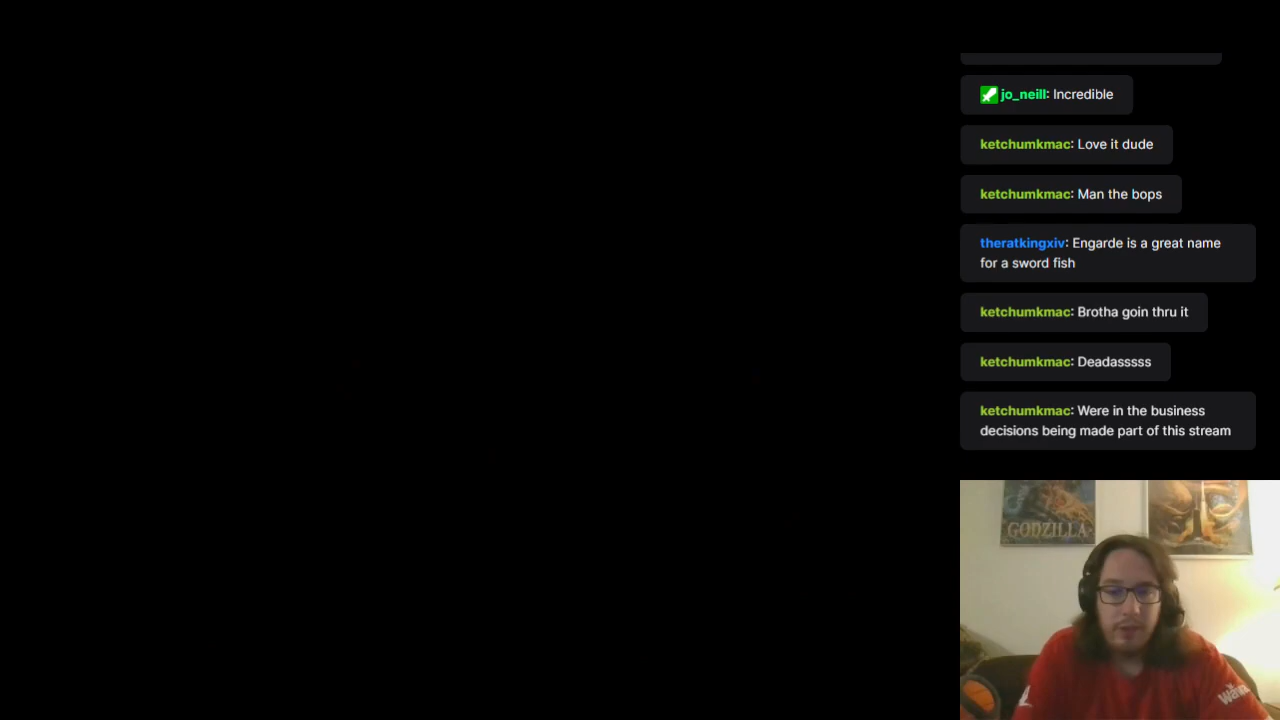 jo_neill: Incredible
ketchumkmac: Love it dude
ketchumkmac: Man the bops
theratkingxiv: Engarde is a great name
for a sword fish
ketchumkmac: Brotha goin thru it
ketchumkmac: Deadasssss
ketchumkmac: Were in the business
decisions being made part of this stream
GODZILLA
Wawa